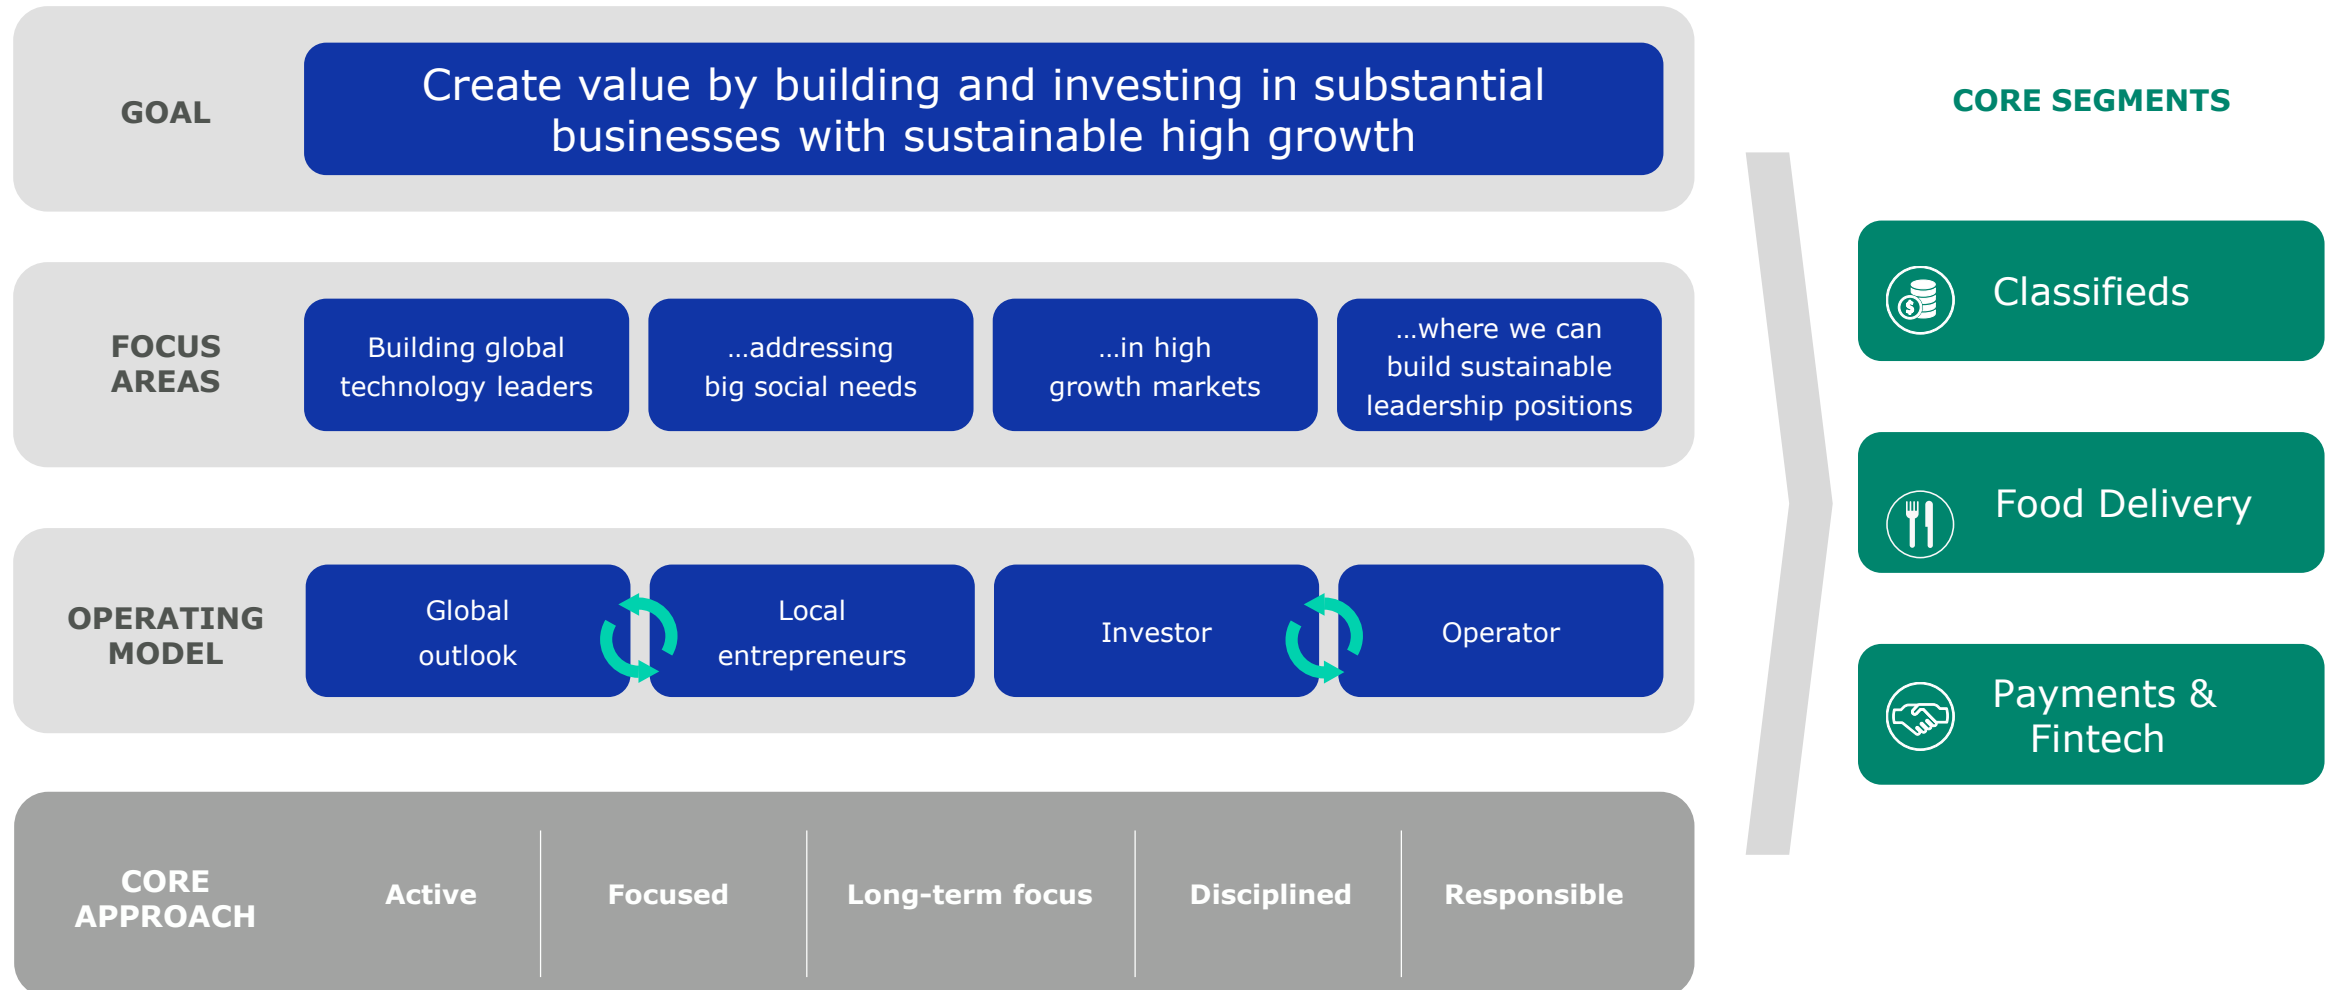 GOAL
Create value by building and investing in substantial
businesses with sustainable high growth
FOCUS
AREAS
Building global
technology leaders
…addressing
big social needs
…in high
growth markets
…where we can
build sustainable
leadership positions
OPERATING
MODEL
Global
outlook
Local
entrepreneurs
Investor
Operator
CORE
APPROACH
Active
Focused
Long-term focus
Disciplined
Responsible
CORE SEGMENTS
$
Classifieds
Food Delivery
Payments &
Fintech